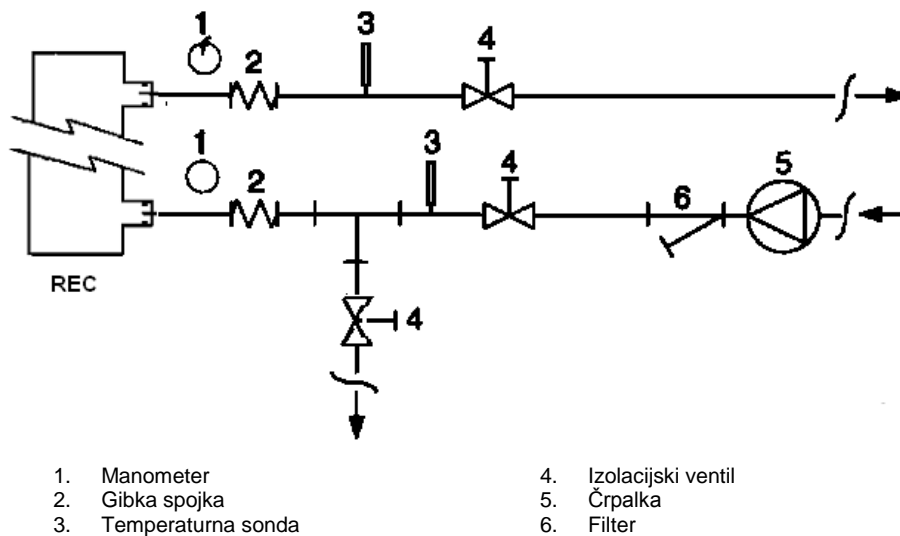 1
2
3
4
1
2
3
4
5
6
REC
4
1. Manometer
2. Gibka spojka
3. Temperaturna sonda
4. Izolacijski ventil
5. Črpalka
6. Filter